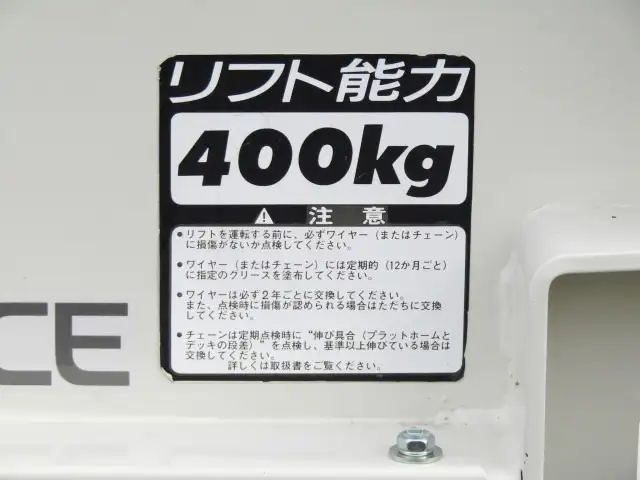 リフト能力
400kg
注意
●リフトを運転する前に、必ずワイヤー（またはチェーン）
に損傷がないか点検してください。
●ワイヤー（またはチェーン）には定期的（12か月ごと）
に指定のグリースを塗布してください。
●ワイヤーは必ず2年ごとに交換してください。
また、点検時に損傷が認められる場合はただちに交換
してください。
●チェーンは定期点検時に“伸び具合（プラットホームと
デッキの段差）”を点検し、基準以上伸びている場合は
交換してください。
詳しくは取扱書をご覧ください。
CE